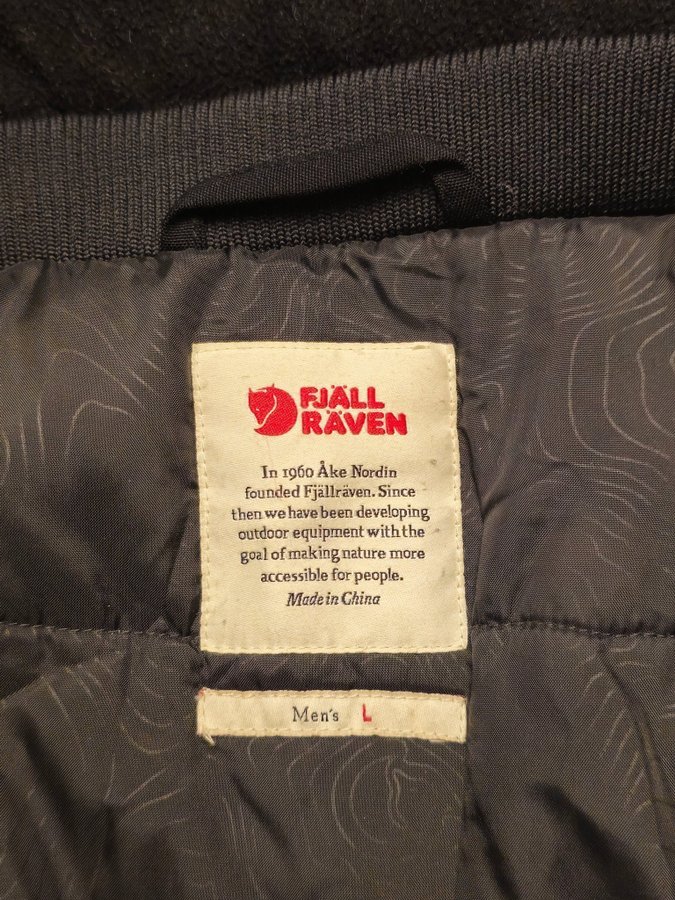 FJÄLL
RÄVEN
In 1960 Åke Nordin
founded Fjällräven. Since
then we have been developing
outdoor equipment with the
goal of making nature more
accessible for people.
Made in China
Men's L